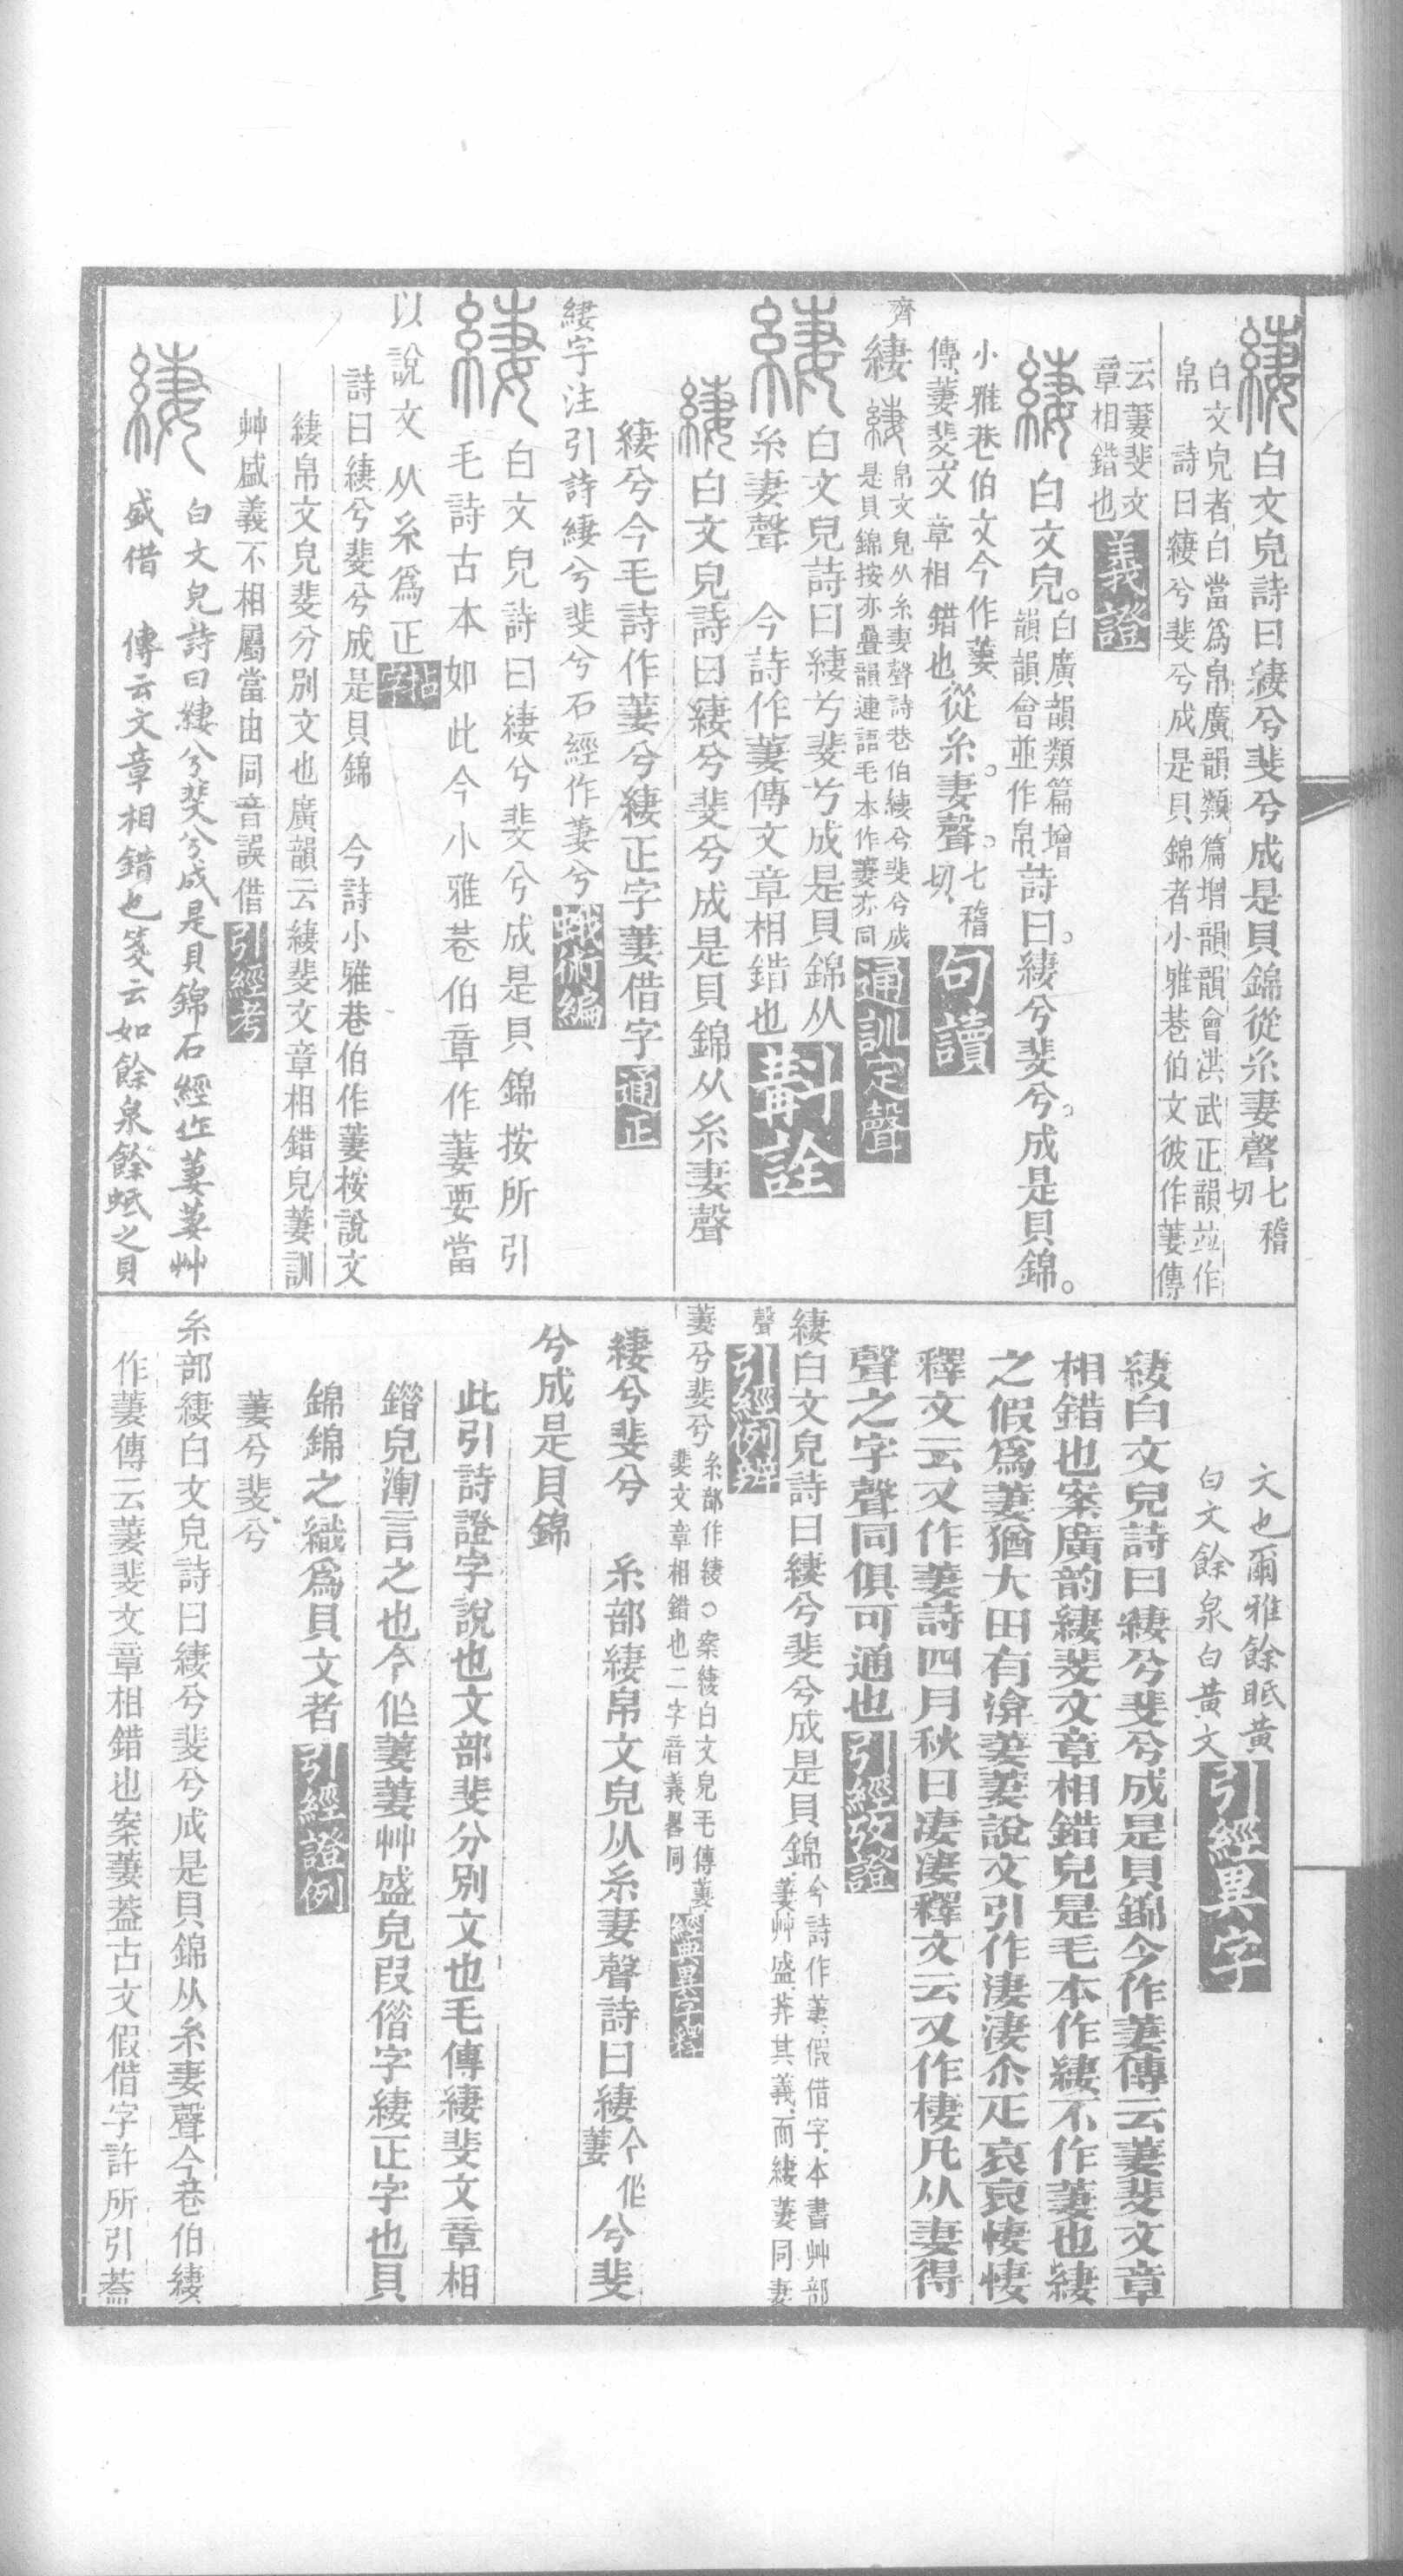 緀白文皃詩曰緀兮斐兮成是貝錦從糸妻聲七稽切
白文皃者白當爲帛廣韻類篇增韻韻會洪武正韻並作
帛　詩曰緀兮斐兮成是貝錦者小雅巷伯文彼作萋傳
云萋斐文
章相錯也義證
緀白文皃。白廣韻類篇增
韻韻會並作帛詩曰。緀兮斐兮。成是貝錦。
小雅巷伯文今作萋
傳萋斐文章相錯也從糸。妻聲。七稽切句讀
齊緀緀帛文皃从糸妻聲詩巷伯緀兮斐兮成
是貝錦按亦疊韻連語毛本作萋亦同通訓定聲
緀白文皃詩曰緀兮斐兮成是貝錦从
糸妻聲　今詩作萋傳文章相錯也斠詮
緀白文皃詩曰緀兮斐兮成是貝錦从糸妻聲
緀兮今毛詩作萋兮緀正字萋借字通正
緀字注引詩緀兮斐兮石經作萋兮蛾術編
緀白文皃詩曰緀兮斐兮成是貝錦按所引
毛詩古本如此今小雅巷伯章作萋要當
以說文从糸爲正拈字
詩曰緀兮斐兮成是貝錦　今詩小雅巷伯作萋按說文
緀帛文皃斐分別文也廣韻云緀斐文章相錯皃萋訓
艸盛義不相屬當由同音誤借引經考
緀白文皃詩曰緀兮斐兮成是貝錦石經作萋萋艸
盛借　傳云文章相錯也箋云如餘泉餘蚳之貝
文也爾雅餘眂黃
白文餘泉白黃文引經異字
緀白文皃詩曰緀兮斐兮成是貝錦今作萋傳云萋斐文章
相錯也案廣韵緀斐文章相錯皃是毛本作緀不作萋也緀
之假爲萋猶大田有渰萋萋說文引作淒淒尒疋哀哀悽悽
釋文云又作萋詩四月秋日淒淒釋文云又作棲凡从妻得
聲之字聲同俱可通也引經攷證
緀白文皃詩曰緀兮斐兮成是貝錦今詩作萋假借字本書艸部
萋艸盛非其義而緀萋同妻
聲引經例辨
萋兮斐兮糸部作緀○案緀白文皃毛傳萋
斐文章相錯也二字音義畧同經典異字釋
緀兮斐兮　糸部緀帛文皃从糸妻聲詩曰緀今作萋兮斐
兮成是貝錦
此引詩證字說也文部斐分別文也毛傳緀斐文章相
錯皃渾言之也今作萋萋艸盛皃叚偕字緀正字也貝
錦錦之織爲貝文者引經證例
萋兮斐兮
糸部緀白文皃詩曰緀兮斐兮成是貝錦从糸妻聲今巷伯緀
作萋傳云萋斐文章相錯也案萋葢古文假借字許所引葢